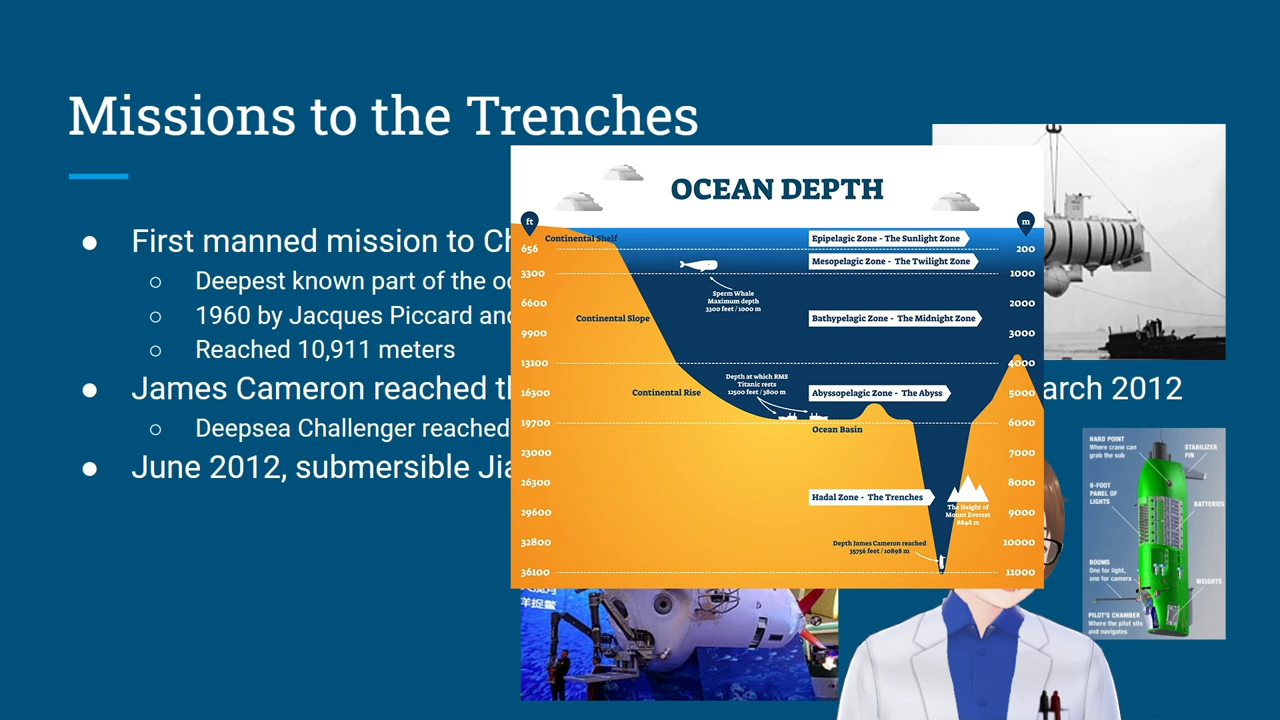 Missions to the Trenches
First manned mission to
Deepest known part of the
1960 by Jacques Piccard
Reached 10,911 meters
James Cameron reached
2012
Deepsea Challenger reached
June 2012, submersible
OCEAN DEPTH
ft
m
Continental Shelf
Epipelagic Zone - The Sunlight Zone
656
200
Mesopelagic Zone - The Twilight Zone
3300
1000
Sperm Whale
Maximum depth
3300 feet / 1000 m
6600
2000
Continental Slope
Bathypelagic Zone - The Midnight Zone
9900
3000
13100
4000
Depth at which RMS
Titanic rests
12500 feet / 3800 m
16300
Continental Rise
Abyssopelagic Zone - The Abyss
5000
19700
6000
Ocean Basin
23000
7000
26300
8000
Hadal Zone - The Trenches
The Height of
Mount Everest
8848 m
29600
9000
32800
10000
Depth James Cameron reached
35756 feet / 10898 m
36100
11000
HARD POINT
Where crane can
grab the sub
STABILIZER
FIN
8-FOOT
PANEL OF
LIGHTS
BATTERIES
BOOMS
One for light,
one for camera
WEIGHTS
PILOT'S CHAMBER
Where the pilot sits
and navigates